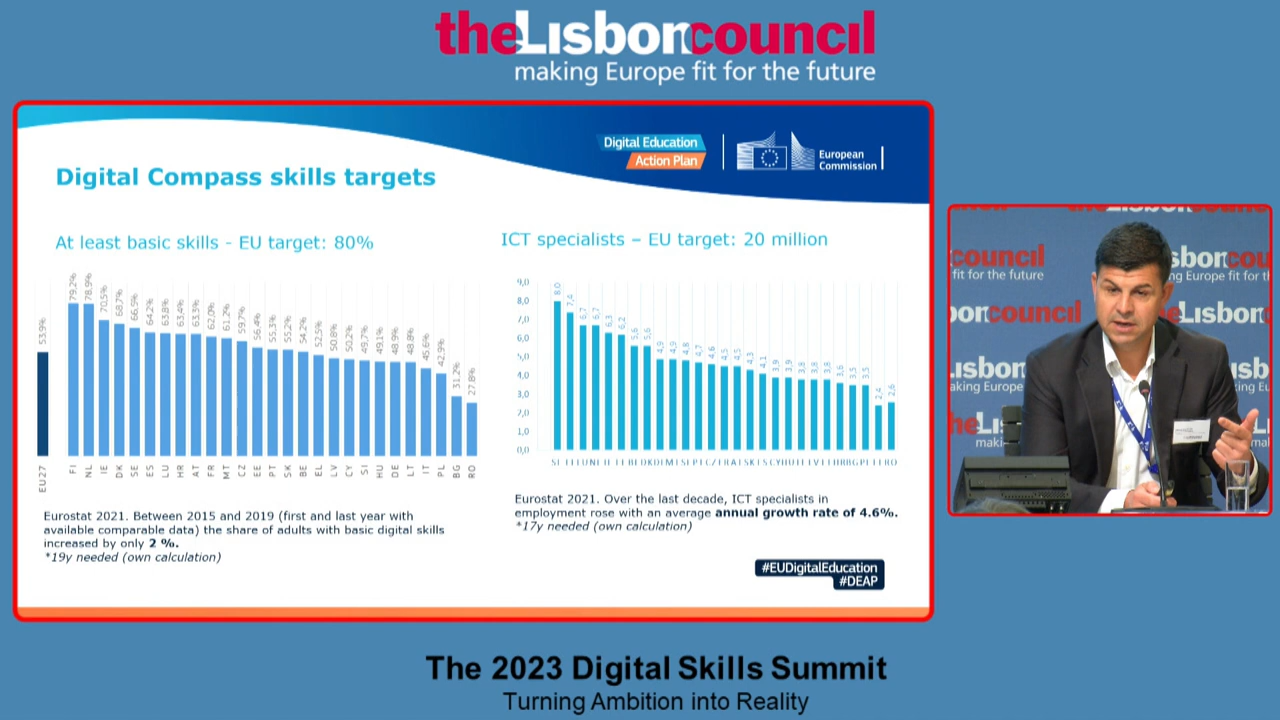 theLisboncouncil
making Europe fit for the future
Digital Education
Action Plan
European
Commission
Digital Compass skills targets
At least basic skills - EU target: 80%
53.9% 79.2% 78.9% 70.5% 68.7% 66.5% 64.2% 63.8% 63.4% 63.3% 62.0% 61.2% 59.7% 56.4% 55.3% 55.2% 54.2% 52.5% 50.8% 50.2% 49.7% 49.1% 48.9% 48.8% 45.6% 42.9% 31.2% 27.8%
EU27 FI NL IE DK SE ES LU HR AT FR MT CZ EE PT SK BE EL LV CY SI HU DE LT IT PL BG RO
Eurostat 2021. Between 2015 and 2019 (first and last year with
available comparable data) the share of adults with basic digital skills
increased by only 2 %.
*19y needed (own calculation)
ICT specialists – EU target: 20 million
9,0
8,0
7,0
6,0
5,0
4,0
3,0
2,0
1,0
0,0
8,0 7,4 6,7 6,7 6,3 6,2 5,6 5,6 4,9 4,9 4,8 4,7 4,6 4,5 4,5 4,3 4,1 3,9 3,9 3,8 3,8 3,8 3,6 3,5 3,5 2,6
Eurostat 2021. Over the last decade, ICT specialists in
employment rose with an average annual growth rate of 4.6%.
*17y needed (own calculation)
#EUDigitalEducation
#DEAP
council
fit for the future
future
The 2023 Digital Skills Summit
Turning Ambition into Reality